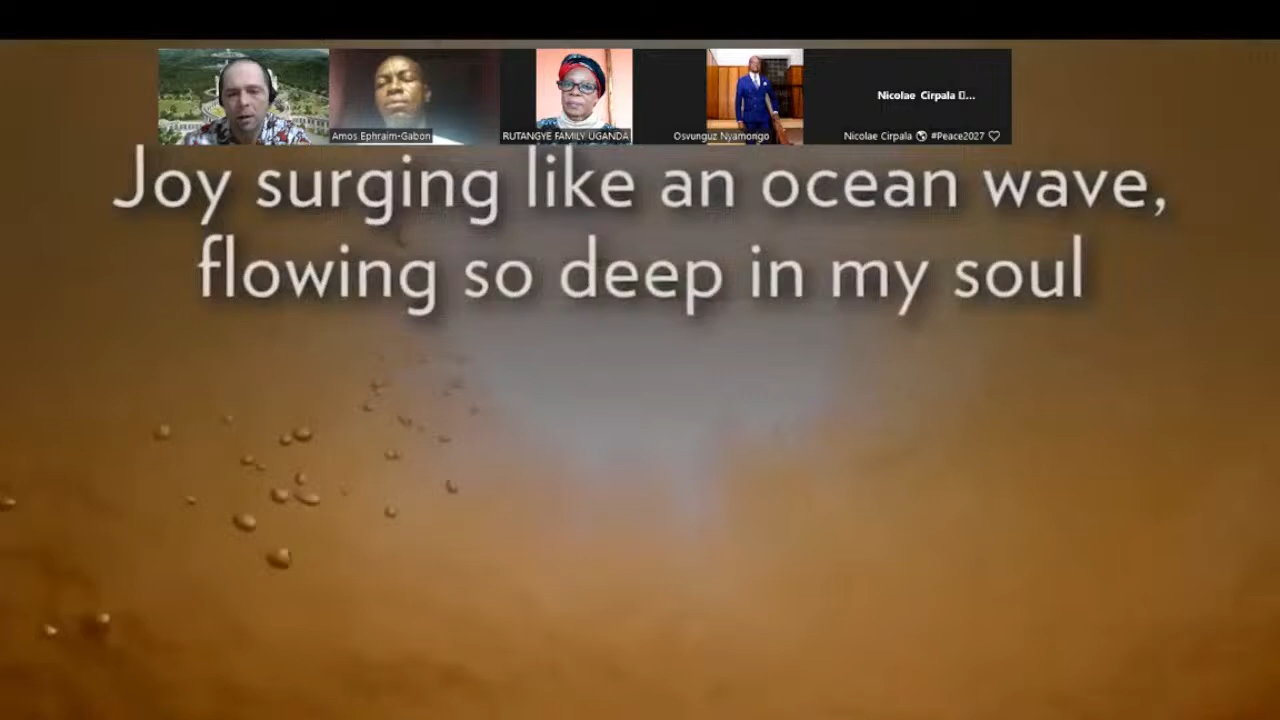 Nicolae Cirpala
Amos Ephraim-Gabon
RUTANGYE FAMILY UGANDA
Osvunguz Nyamongo
Nicolae Cirpala #Peace2027
Joy surging like an ocean wave,
flowing so deep in my soul